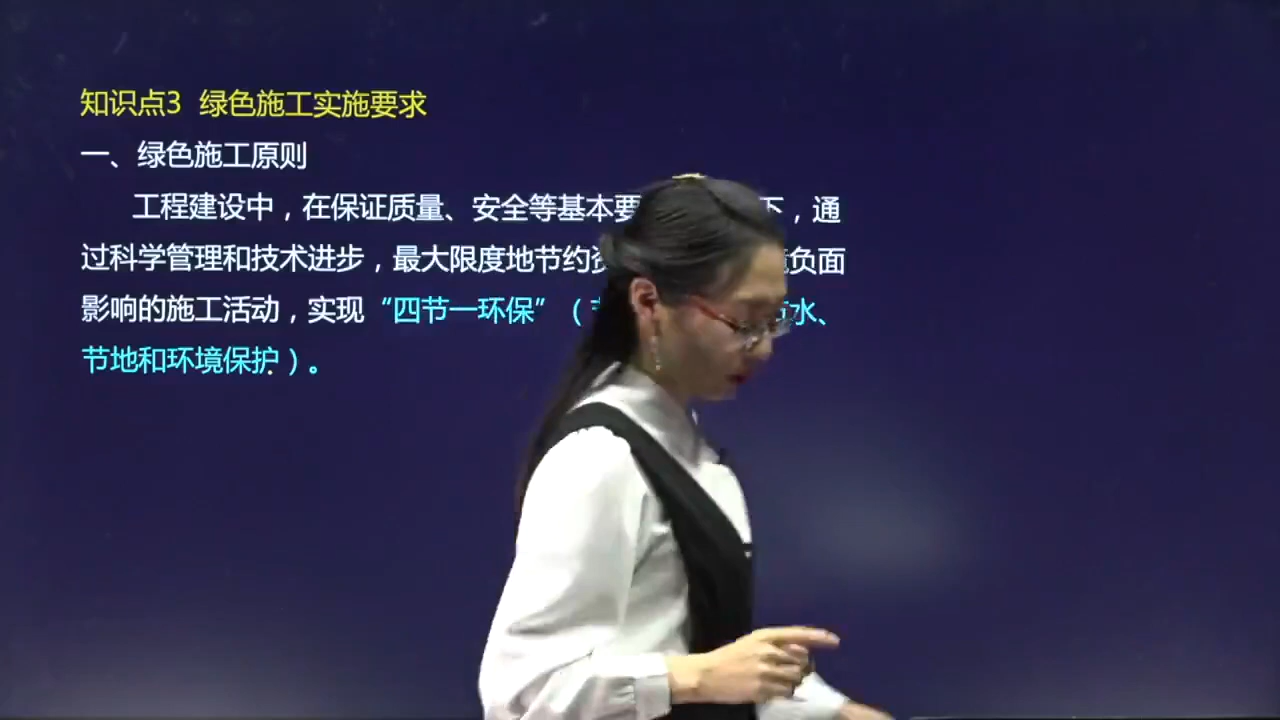 知识点3 绿色施工实施要求
一、绿色施工原则
工程建设中，在保证质量、安全等基本要 下，通
过科学管理和技术进步，最大限度地节约 负面
影响的施工活动，实现“四节一环保”（ 水、
节地和环境保护）。